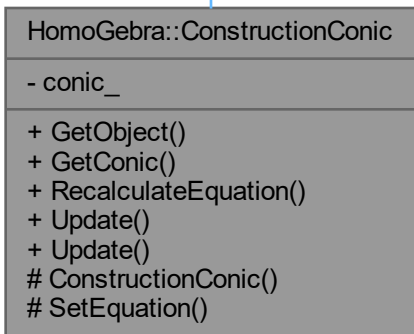 HomoGebra::ConstructionConic
- conic_
+ GetObject()
+ GetConic()
+ RecalculateEquation()
+ Update()
+ Update()
# ConstructionConic()
# SetEquation()